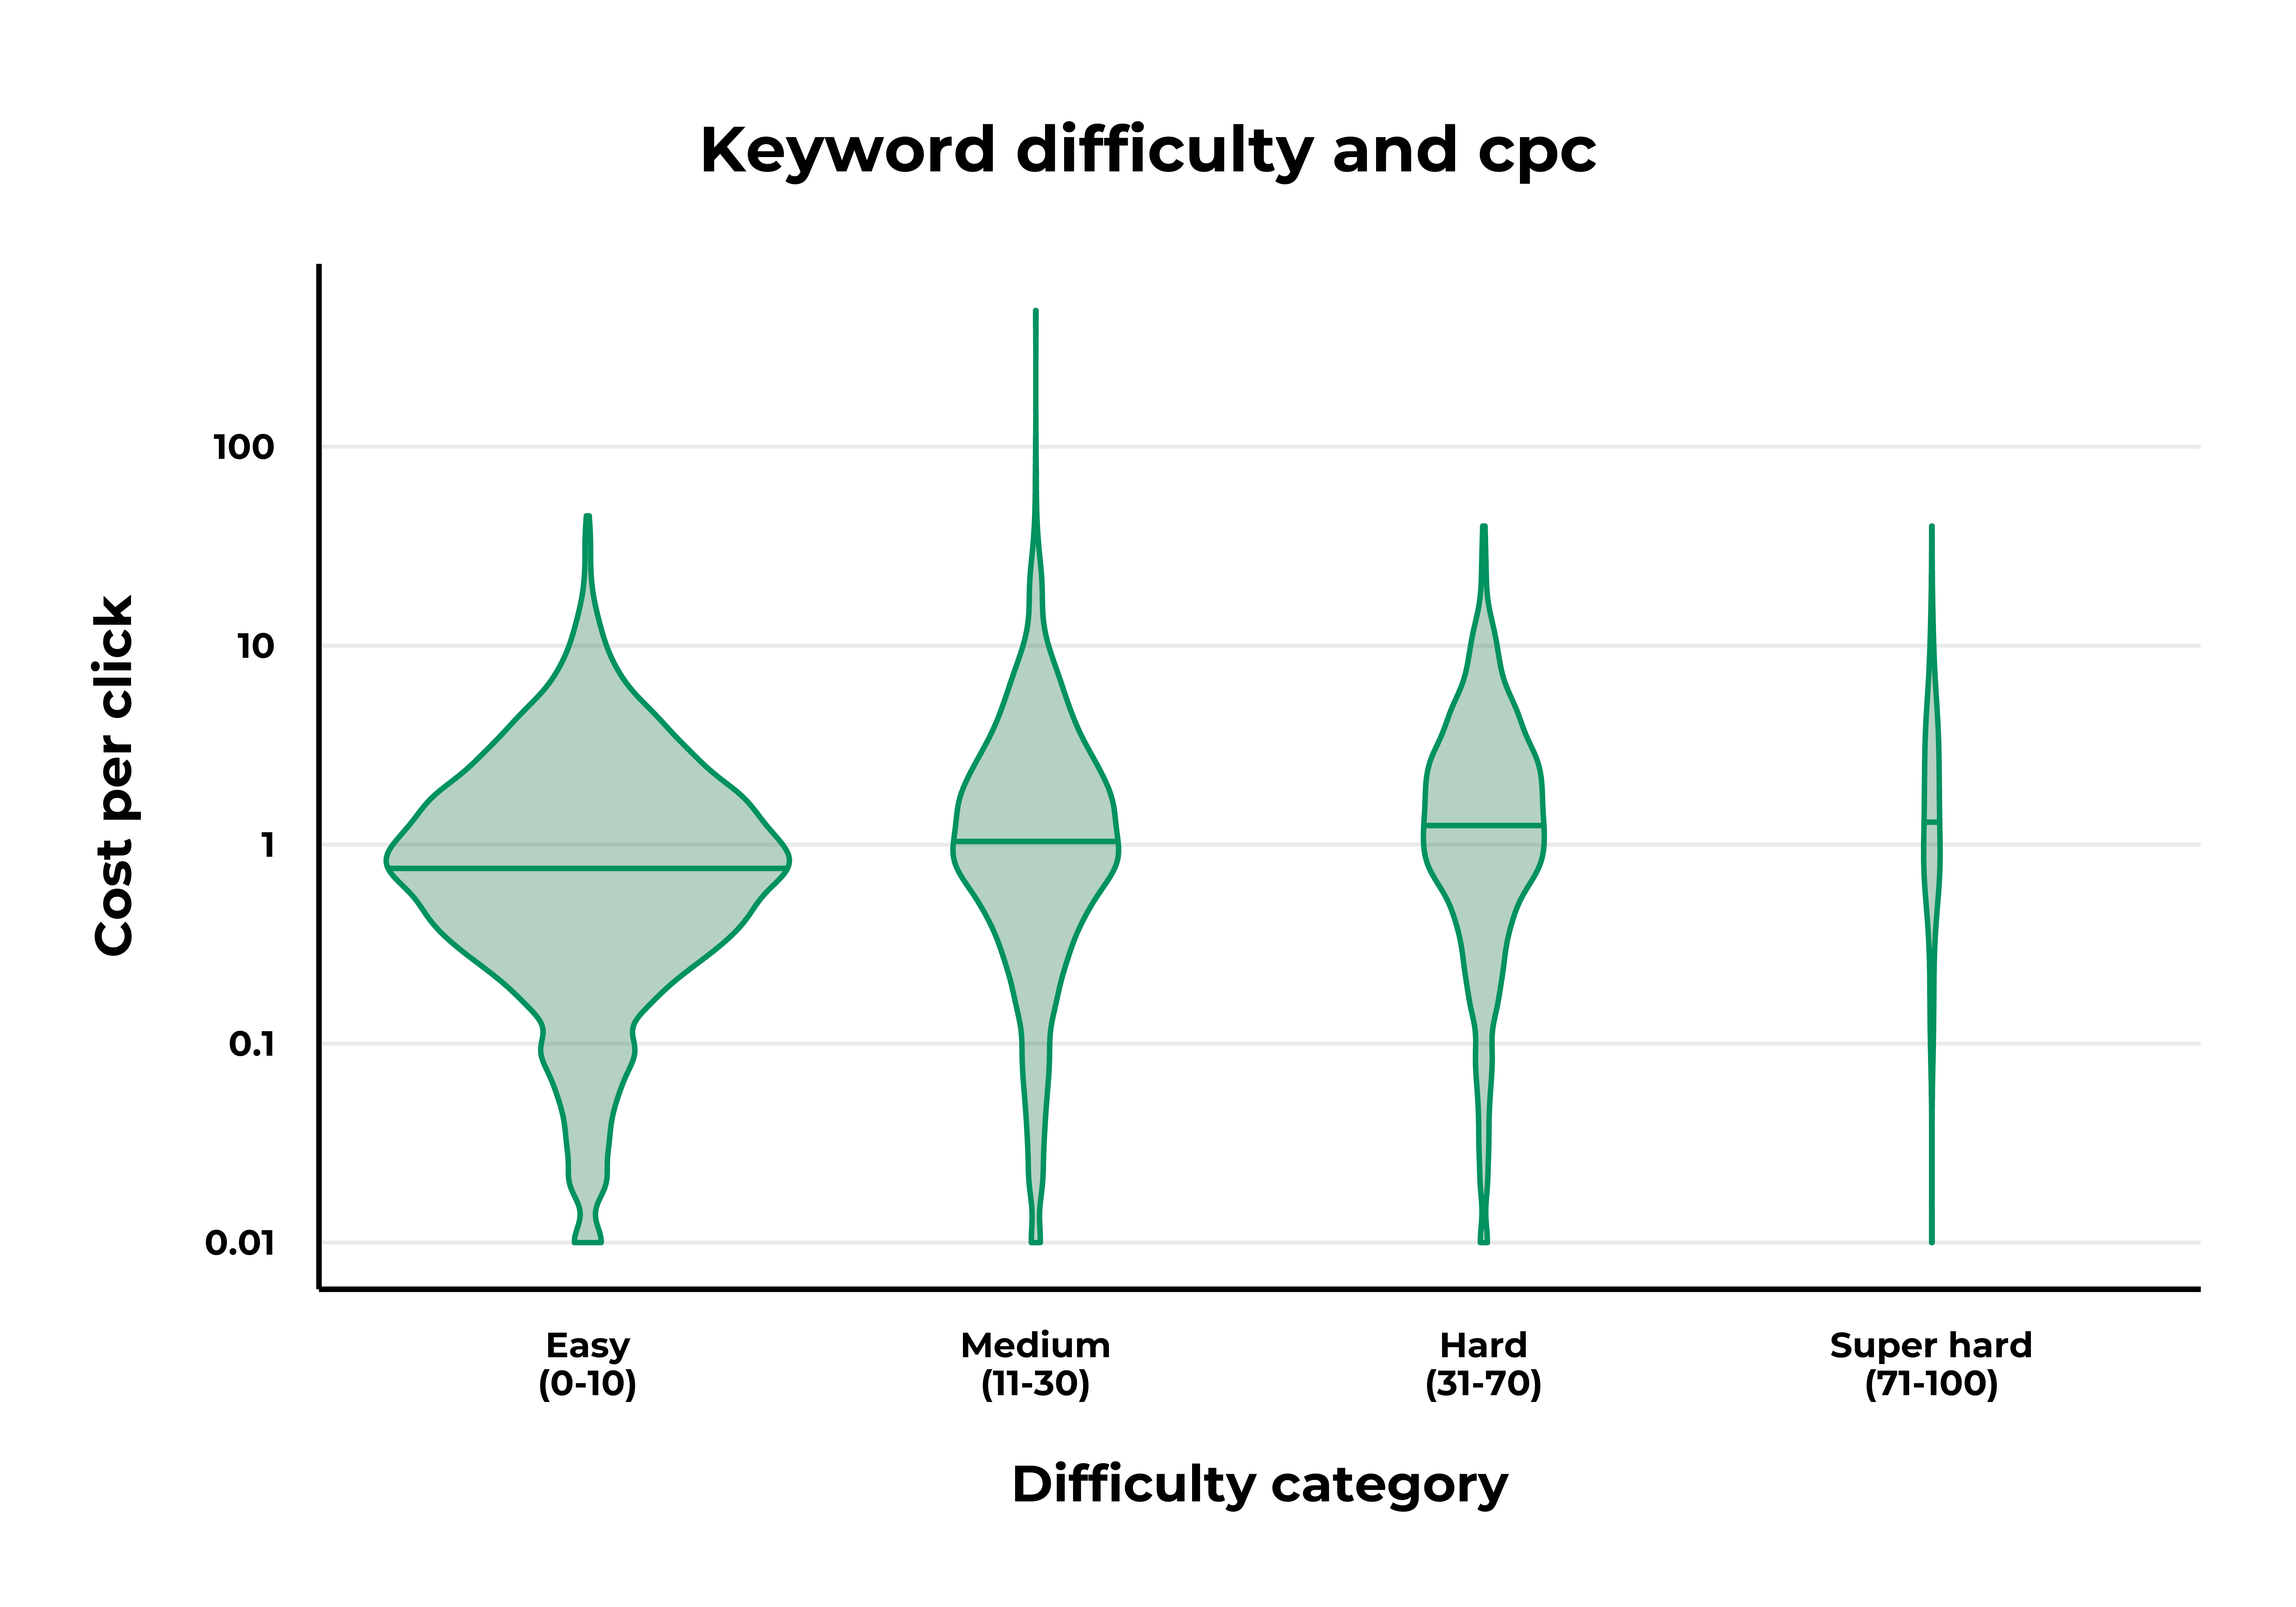 Keyword difficulty and cpc
Cost per click
100
10
1
0.1
0.01
Easy
(0-10)
Medium
(11-30)
Hard
(31-70)
Super hard
(71-100)
Difficulty category